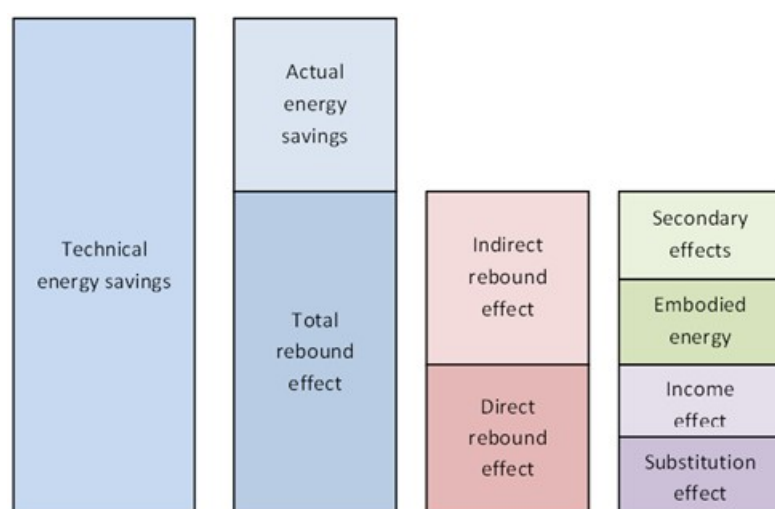 Technical
energy savings
Actual
energy
savings
Total
rebound
effect
Indirect
rebound
effect
Direct
rebound
effect
Secondary
effects
Embodied
energy
Income
effect
Substitution
effect